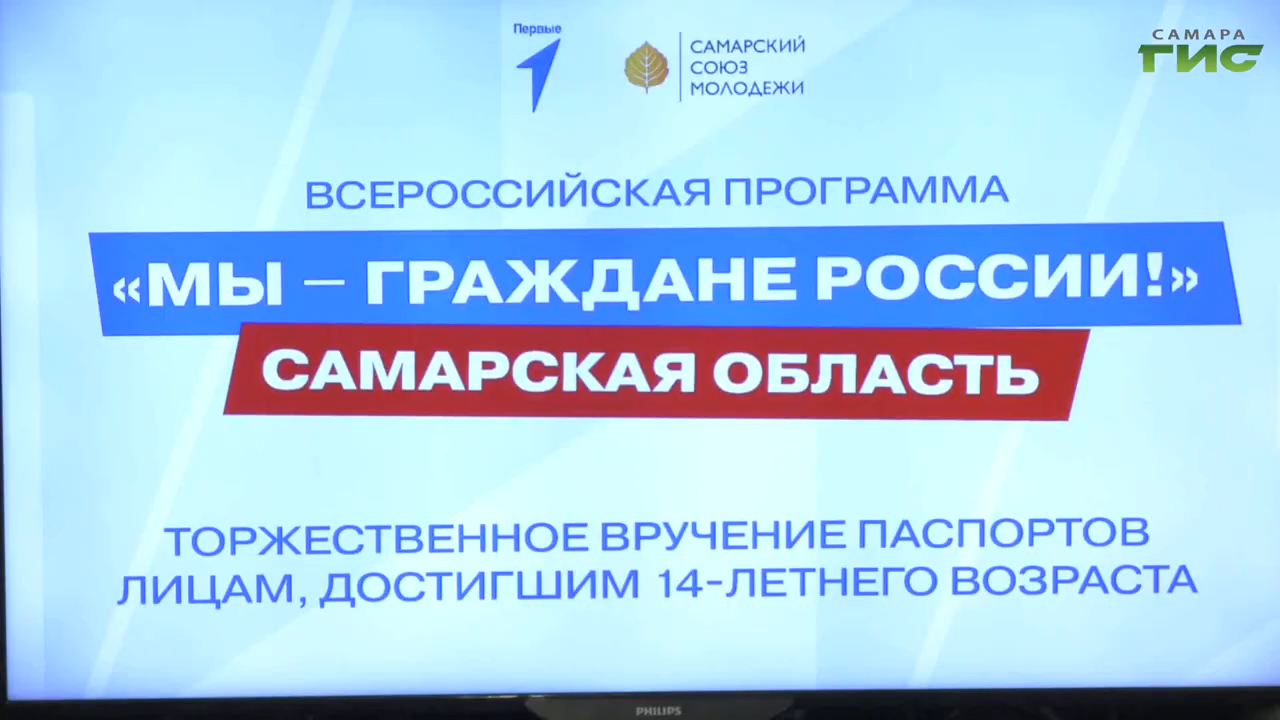 Первые
САМАРСКИЙ
СОЮЗ
МОЛОДЕЖИ
САМАРА
ГИС
ВСЕРОССИЙСКАЯ ПРОГРАММА
«МЫ – ГРАЖДАНЕ РОССИИ!»
САМАРСКАЯ ОБЛАСТЬ
ТОРЖЕСТВЕННОЕ ВРУЧЕНИЕ ПАСПОРТОВ
ЛИЦАМ, ДОСТИГШИМ 14-ЛЕТНЕГО ВОЗРАСТА
PHILIPS